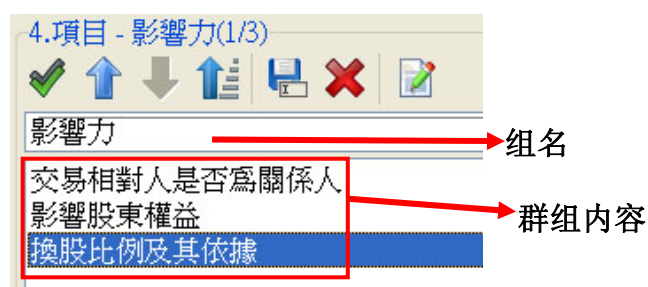 4.項目 - 影響力(1/3)
影響力
组名
交易相對人是否爲關係人
影響股東權益
群组内容
換股比例及其依據